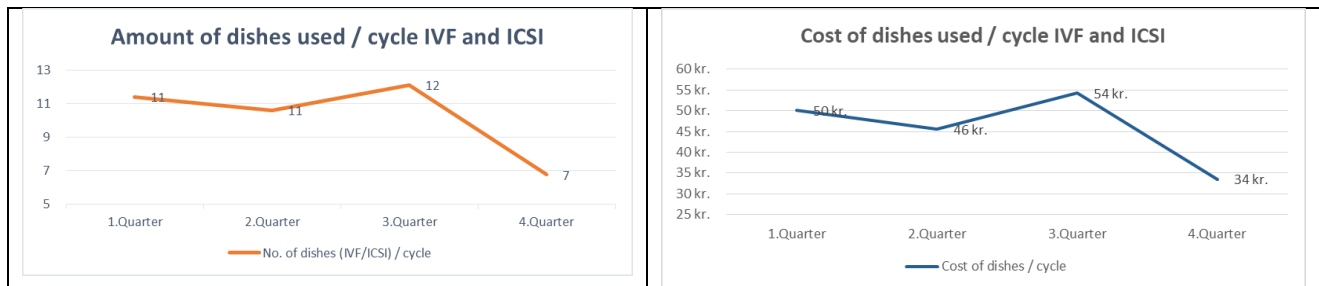 Amount of dishes used / cycle IVF and ICSI
13
11
9
7
5
11
11
12
7
1.Quarter
2.Quarter
3.Quarter
4.Quarter
No. of dishes (IVF/ICSI) / cycle
Cost of dishes used / cycle IVF and ICSI
60 kr.
55 kr.
50 kr.
45 kr.
40 kr.
35 kr.
30 kr.
25 kr.
50 kr.
46 kr.
54 kr.
34 kr.
1.Quarter
2.Quarter
3.Quarter
4.Quarter
Cost of dishes / cycle